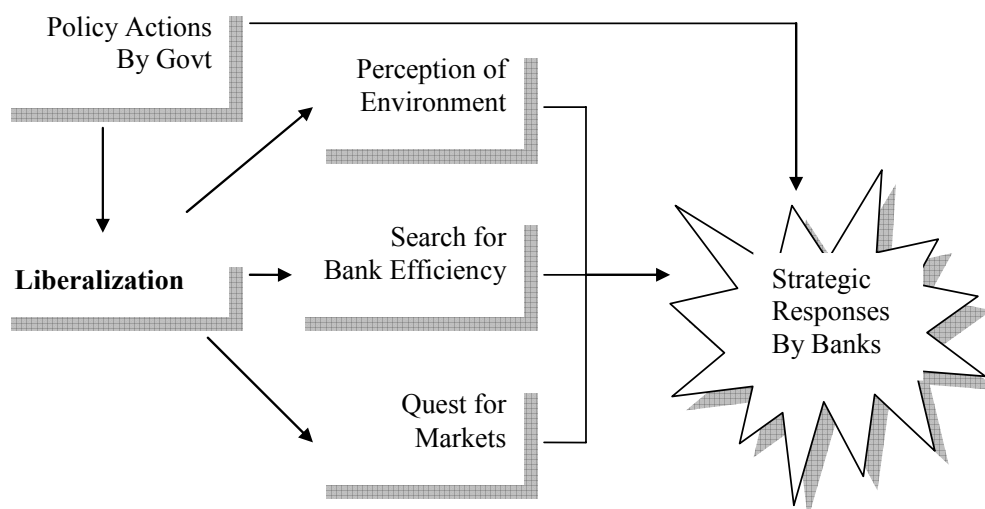 Policy Actions
By Govt
Perception of
Environment
Search for
Bank Efficiency
Liberalization
Strategic
Responses
By Banks
Quest for
Markets